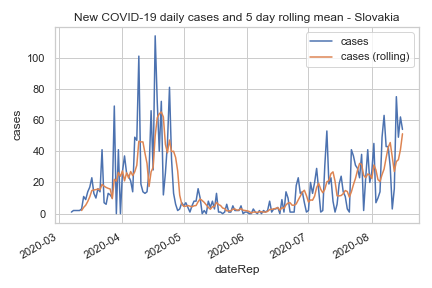 New COVID-19 daily cases and 5 day rolling mean - Slovakia
cases
cases (rolling)
cases
100
80
60
40
20
0
2020-03
2020-04
2020-05
2020-06
2020-07
2020-08
dateRep